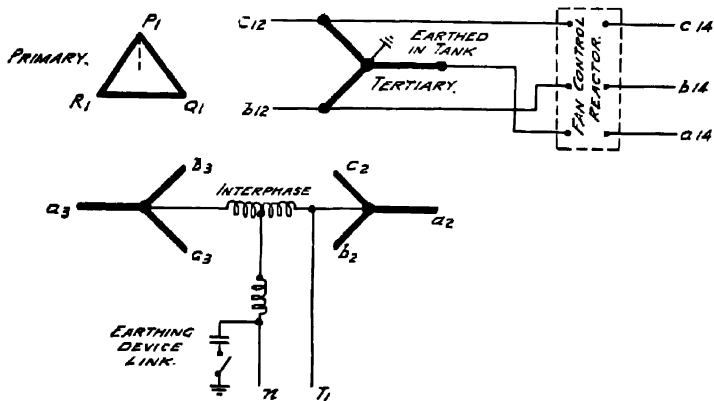 P1
PRIMARY.
R1
Q1
c12
b12
EARTHED
IN TANK
TERTIARY.
FAN CONTROL
REACTOR.
c14
b14
a14
b3
a3
c3
INTERPHASE
c2
a2
b2
EARTHING
DEVICE
LINK.
n
T1